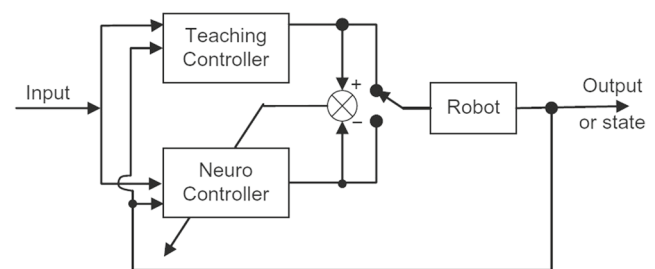 Teaching
Controller
Input
+
−
Robot
Output
or state
Neuro
Controller